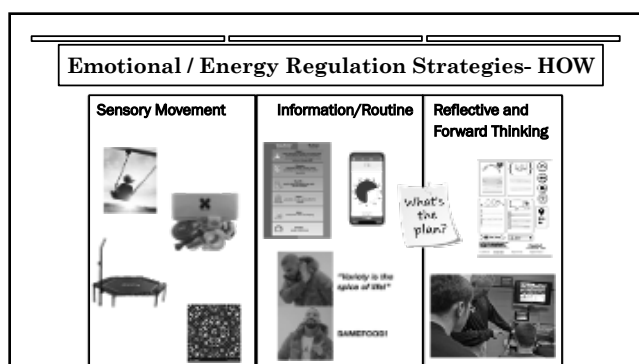 Emotional / Energy Regulation Strategies- HOW
Sensory Movement
Information/Routine
Reflective and
Forward Thinking
What's
the
plan?
"Variety is the
spice of life!"
SAMEFOOD!